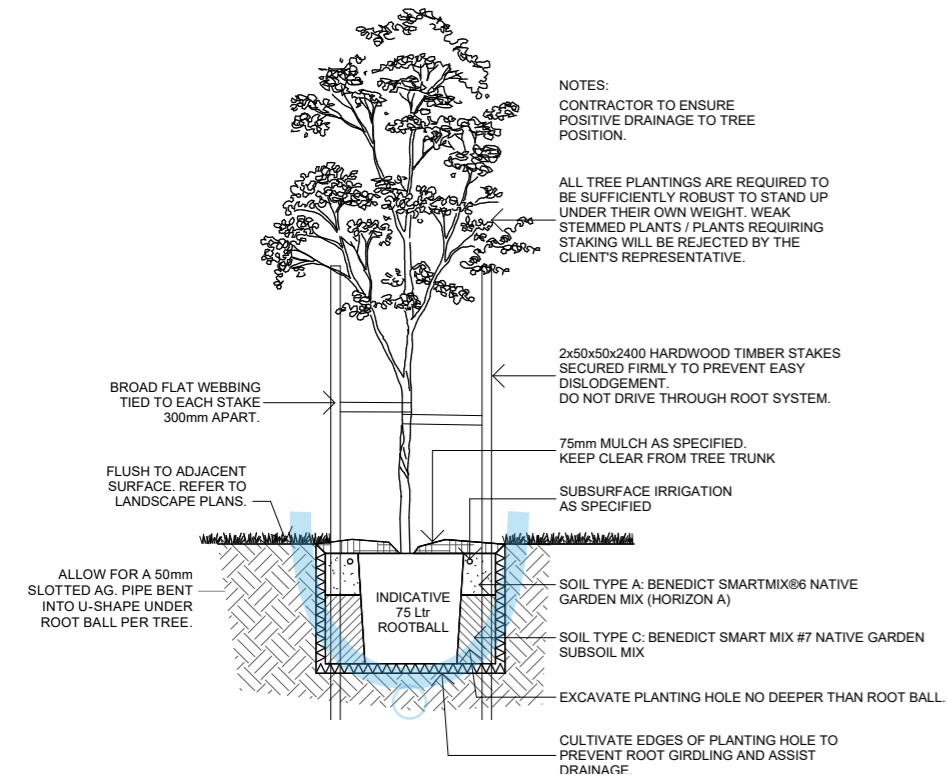 NOTES:
CONTRACTOR TO ENSURE
POSITIVE DRAINAGE TO TREE
POSITION.
ALL TREE PLANTINGS ARE REQUIRED TO
BE SUFFICIENTLY ROBUST TO STAND UP
UNDER THEIR OWN WEIGHT. WEAK
STEMMED PLANTS / PLANTS REQUIRING
STAKING WILL BE REJECTED BY THE
CLIENT'S REPRESENTATIVE.
2x50x50x2400 HARDWOOD TIMBER STAKES
SECURED FIRMLY TO PREVENT EASY
DISLODGEMENT.
DO NOT DRIVE THROUGH ROOT SYSTEM.
BROAD FLAT WEBBING
TIED TO EACH STAKE
300mm APART.
75mm MULCH AS SPECIFIED.
KEEP CLEAR FROM TREE TRUNK
FLUSH TO ADJACENT
SURFACE. REFER TO
LANDSCAPE PLANS.
SUBSURFACE IRRIGATION
AS SPECIFIED
ALLOW FOR A 50mm
SLOTTED AG. PIPE BENT
INTO U-SHAPE UNDER
ROOT BALL PER TREE.
INDICATIVE
75 Ltr
ROOTBALL
SOIL TYPE A: BENEDICT SMARTMIX®6 NATIVE
GARDEN MIX (HORIZON A)
SOIL TYPE C: BENEDICT SMART MIX #7 NATIVE GARDEN
SUBSOIL MIX
EXCAVATE PLANTING HOLE NO DEEPER THAN ROOT BALL.
CULTIVATE EDGES OF PLANTING HOLE TO
PREVENT ROOT GIRDLING AND ASSIST
DRAINAGE.